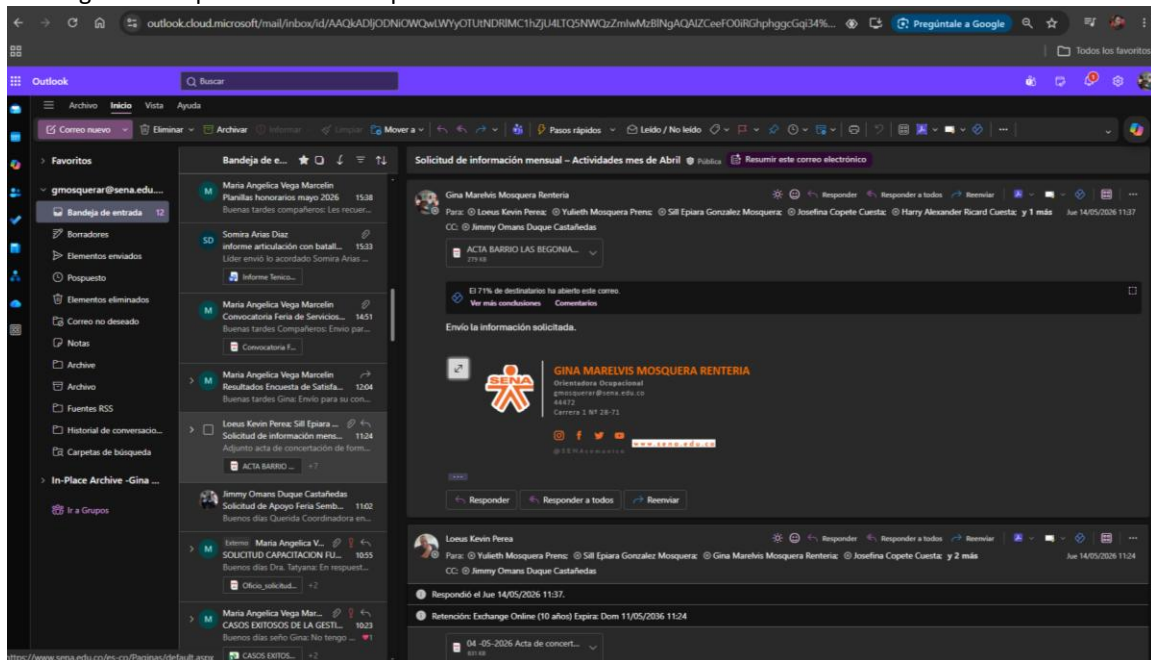 outlook.cloud.microsoft/mail/inbox/id/
Pregúntale a Google
Todos los favoritos
Outlook
Buscar
Archivo Inicio Vista Ayuda
Correo nuevo Eliminar Archivar Informar Limpiar Mover a Pasos rápidos Leído / No leído
Favoritos
gmosquerar@sena.edu....
Bandeja de entrada 12
Borradores
Elementos enviados
Pospuesto
Elementos eliminados
Correo no deseado
Notas
Archive
Archivo
Fuentes RSS
Historial de conversacio...
Carpetas de búsqueda
In-Place Archive -Gina ...
Ir a Grupos
Bandeja de e...
M
Maria Angelica Vega Marcelin
Planillas honorarios mayo 2026 15:38
Buenas tardes compañeros: Les recuer...
SD
Somira Arias Diaz
informe articulación con batall... 15:33
Líder envió lo acordado Somira Arias ...
Informe Tenico...
M
Maria Angelica Vega Marcelin
Convocatoria Feria de Servicios... 14:51
Buenas tardes Compañeros: Envio par...
Convocatoria F...
M
Maria Angelica Vega Marcelin
Resultados Encuesta de Satisfa... 12:04
Buenas tardes Gina: Envío para su con...
Loeus Kevin Perea; Sill Epiara ...
Solicitud de información mens... 11:24
Adjunto acta de concertación de form...
ACTA BARRIO ... +7
Jimmy Omans Duque Castañedas
Solicitud de Apoyo Feria Semb... 11:02
Buenos días Querida Coordinadora en...
M
Externo Maria Angelica V...
SOLICITUD CAPACITACION FU... 10:55
Buenos días Dra. Tatyana: En respuest...
Oficio_solicitud... +2
M
Maria Angelica Vega Mar...
CASOS EXITOSOS DE LA GESTI... 10:23
Buenos días seño Gina: No tengo ... 1
CASOS EXITOS... +2
Solicitud de información mensual – Actividades mes de Abril Pública Resumir este correo electrónico
Gina Marelvis Mosquera Renteria
Responder Responder a todos Reenviar
Para: Loeus Kevin Perea; Yulieth Mosquera Prens; Sill Epiara Gonzalez Mosquera; Josefina Copete Cuesta; Harry Alexander Ricard Cuesta; y 1 más Jue 14/05/2026 11:37
CC: Jimmy Omans Duque Castañedas
ACTA BARRIO LAS BEGONIA...
279 KB
El 71% de destinatarios ha abierto este correo.
Ver más conclusiones Comentarios
Envío la información solicitada.
SENA
GINA MARELVIS MOSQUERA RENTERIA
Orientadora Ocupacional
gmosquerar@sena.edu.co
44472
Carrera 1 Nº 28-71
www.sena.edu.co
@SENAcomunica
Responder Responder a todos Reenviar
Loeus Kevin Perea
Responder Responder a todos Reenviar
Para: Yulieth Mosquera Prens; Sill Epiara Gonzalez Mosquera; Gina Marelvis Mosquera Renteria; Josefina Copete Cuesta; y 2 más Jue 14/05/2026 11:24
CC: Jimmy Omans Duque Castañedas
Respondió el Jue 14/05/2026 11:37.
Retención: Exchange Online (10 años) Expira: Dom 11/05/2036 11:24
04 -05-2026 Acta de concert...
831 KB
https://www.sena.edu.co/es-co/Paginas/default.aspx